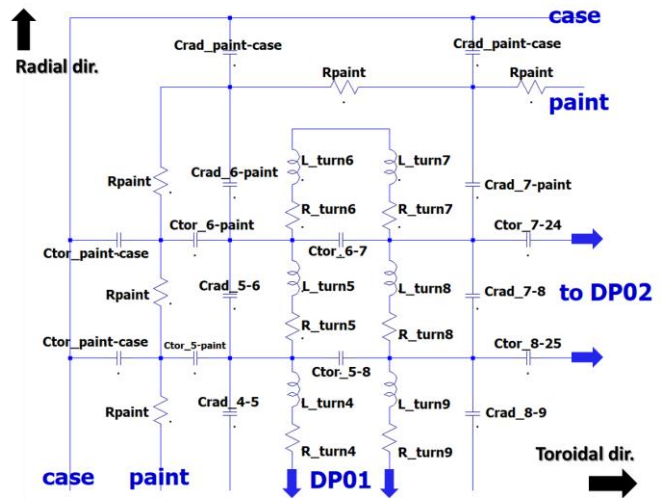 case
Crad_paint-case
Crad_paint-case
Radial dir.
Rpaint
Rpaint
paint
Rpaint
Crad_6-paint
L_turn6
L_turn7
Crad_7-paint
R_turn6
R_turn7
Ctor_6-paint
Ctor_7-24
Ctor_paint-case
Ctor_6-7
Rpaint
Crad_5-6
L_turn5
L_turn8
Crad_7-8
to DP02
R_turn5
R_turn8
Ctor_paint-case
Ctor_5-paint
Ctor_8-25
Ctor_5-8
Rpaint
Crad_4-5
L_turn4
L_turn9
Crad_8-9
R_turn4
R_turn9
Toroidal dir.
case
paint
DP01